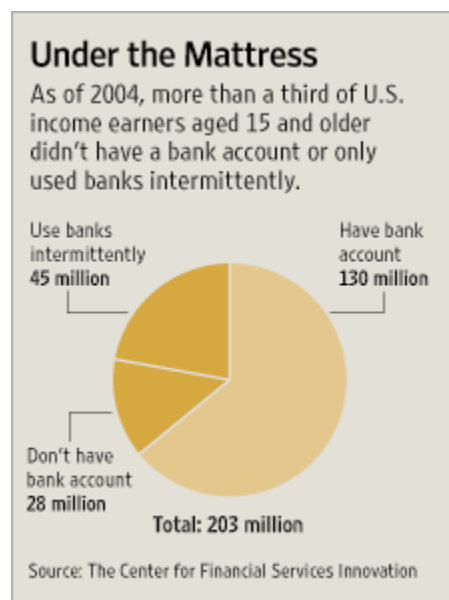 Under the Mattress
As of 2004, more than a third of U.S.
income earners aged 15 and older
didn't have a bank account or only
used banks intermittently.
Use banks
intermittently
45 million
Have bank
account
130 million
Don't have
bank account
28 million
Total: 203 million
Source: The Center for Financial Services Innovation